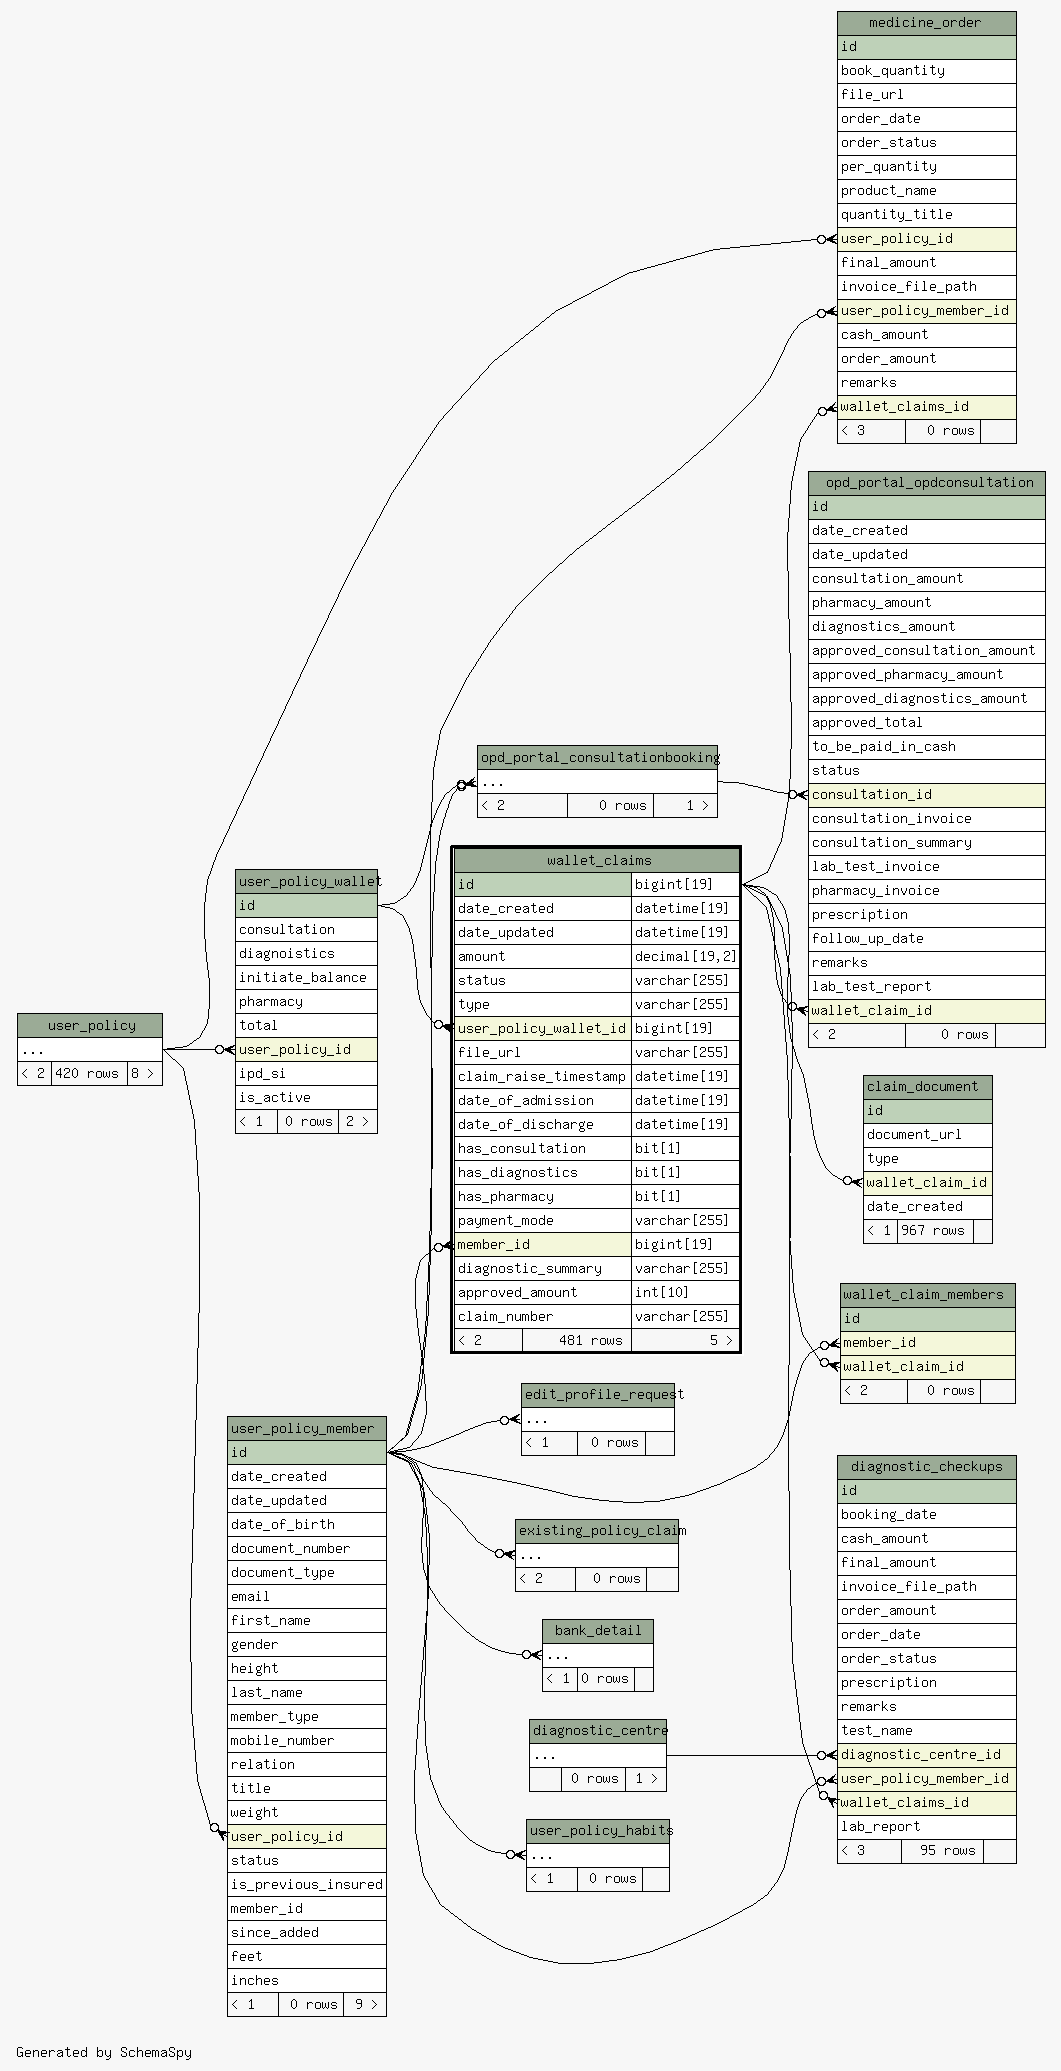 medicine_order
id
book_quantity
file_url
order_date
order_status
per_quantity
product_name
quantity_title
user_policy_id
final_amount
invoice_file_path
user_policy_member_id
cash_amount
order_amount
remarks
wallet_claims_id
< 3 0 rows
opd_portal_opdconsultation
id
date_created
date_updated
consultation_amount
pharmacy_amount
diagnostics_amount
approved_consultation_amount
approved_pharmacy_amount
approved_diagnostics_amount
approved_total
to_be_paid_in_cash
status
consultation_id
consultation_invoice
consultation_summary
lab_test_invoice
pharmacy_invoice
prescription
follow_up_date
remarks
lab_test_report
wallet_claim_id
< 2 0 rows
opd_portal_consultationbooking
...
< 2 0 rows 1 >
wallet_claims
id bigint[19]
date_created datetime[19]
date_updated datetime[19]
amount decimal[19,2]
status varchar[255]
type varchar[255]
user_policy_wallet_id bigint[19]
file_url varchar[255]
claim_raise_timestamp datetime[19]
date_of_admission datetime[19]
date_of_discharge datetime[19]
has_consultation bit[1]
has_diagnostics bit[1]
has_pharmacy bit[1]
payment_mode varchar[255]
member_id bigint[19]
diagnostic_summary varchar[255]
approved_amount int[10]
claim_number varchar[255]
< 2 481 rows 5 >
user_policy_wallet
id
consultation
diagnoistics
initiate_balance
pharmacy
total
user_policy_id
ipd_si
is_active
< 1 0 rows 2 >
user_policy
...
< 2 420 rows 8 >
claim_document
id
document_url
type
wallet_claim_id
date_created
< 1 967 rows
wallet_claim_members
id
member_id
wallet_claim_id
< 2 0 rows
edit_profile_request
...
< 1 0 rows
user_policy_member
id
date_created
date_updated
date_of_birth
document_number
document_type
email
first_name
gender
height
last_name
member_type
mobile_number
relation
title
weight
user_policy_id
status
is_previous_insured
member_id
since_added
feet
inches
< 1 0 rows 9 >
existing_policy_claim
...
< 2 0 rows
bank_detail
...
< 1 0 rows
diagnostic_centre
...
0 rows 1 >
user_policy_habits
...
< 1 0 rows
diagnostic_checkups
id
booking_date
cash_amount
final_amount
invoice_file_path
order_amount
order_date
order_status
prescription
remarks
test_name
diagnostic_centre_id
user_policy_member_id
wallet_claims_id
lab_report
< 3 95 rows
Generated by SchemaSpy